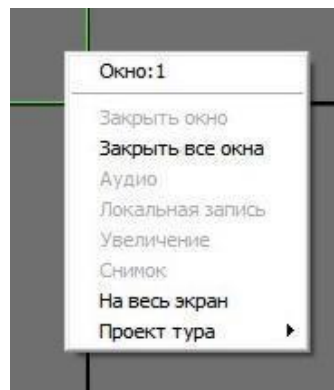 Окно:1
Закрыть окно
Закрыть все окна
Аудио
Локальная запись
Увеличение
Снимок
На весь экран
Проект тура